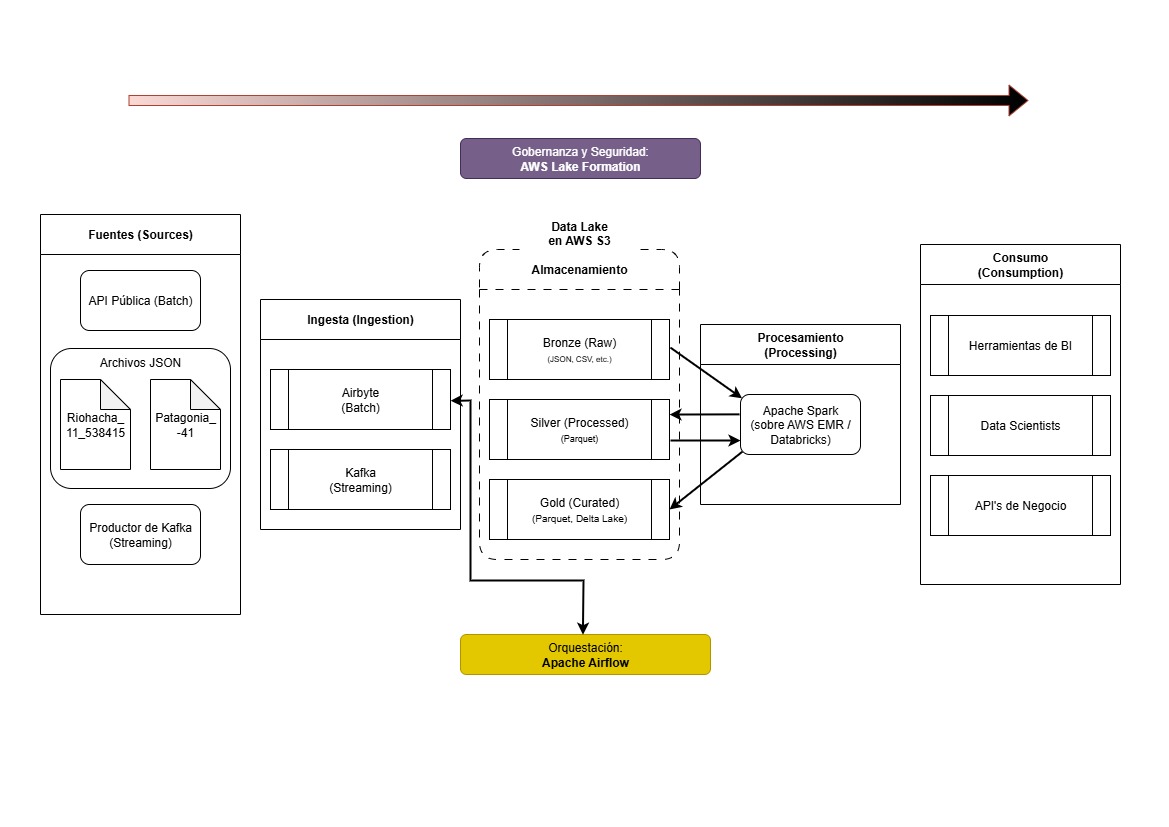 Gobernanza y Seguridad:
AWS Lake Formation
Fuentes (Sources)
API Pública (Batch)
Archivos JSON
Riohacha_
11_538415
Patagonia_
-41
Productor de Kafka
(Streaming)
Ingesta (Ingestion)
Airbyte
(Batch)
Kafka
(Streaming)
Data Lake
en AWS S3
Almacenamiento
Bronze (Raw)
(JSON, CSV, etc.)
Silver (Processed)
(Parquet)
Gold (Curated)
(Parquet, Delta Lake)
Procesamiento
(Processing)
Apache Spark
(sobre AWS EMR /
Databricks)
Consumo
(Consumption)
Herramientas de BI
Data Scientists
API's de Negocio
Orquestación:
Apache Airflow